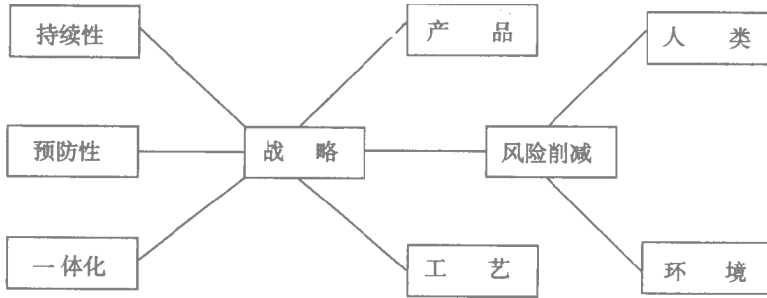 持续性
产品
人类
预防性
战略
风险削减
一体化
工艺
环境